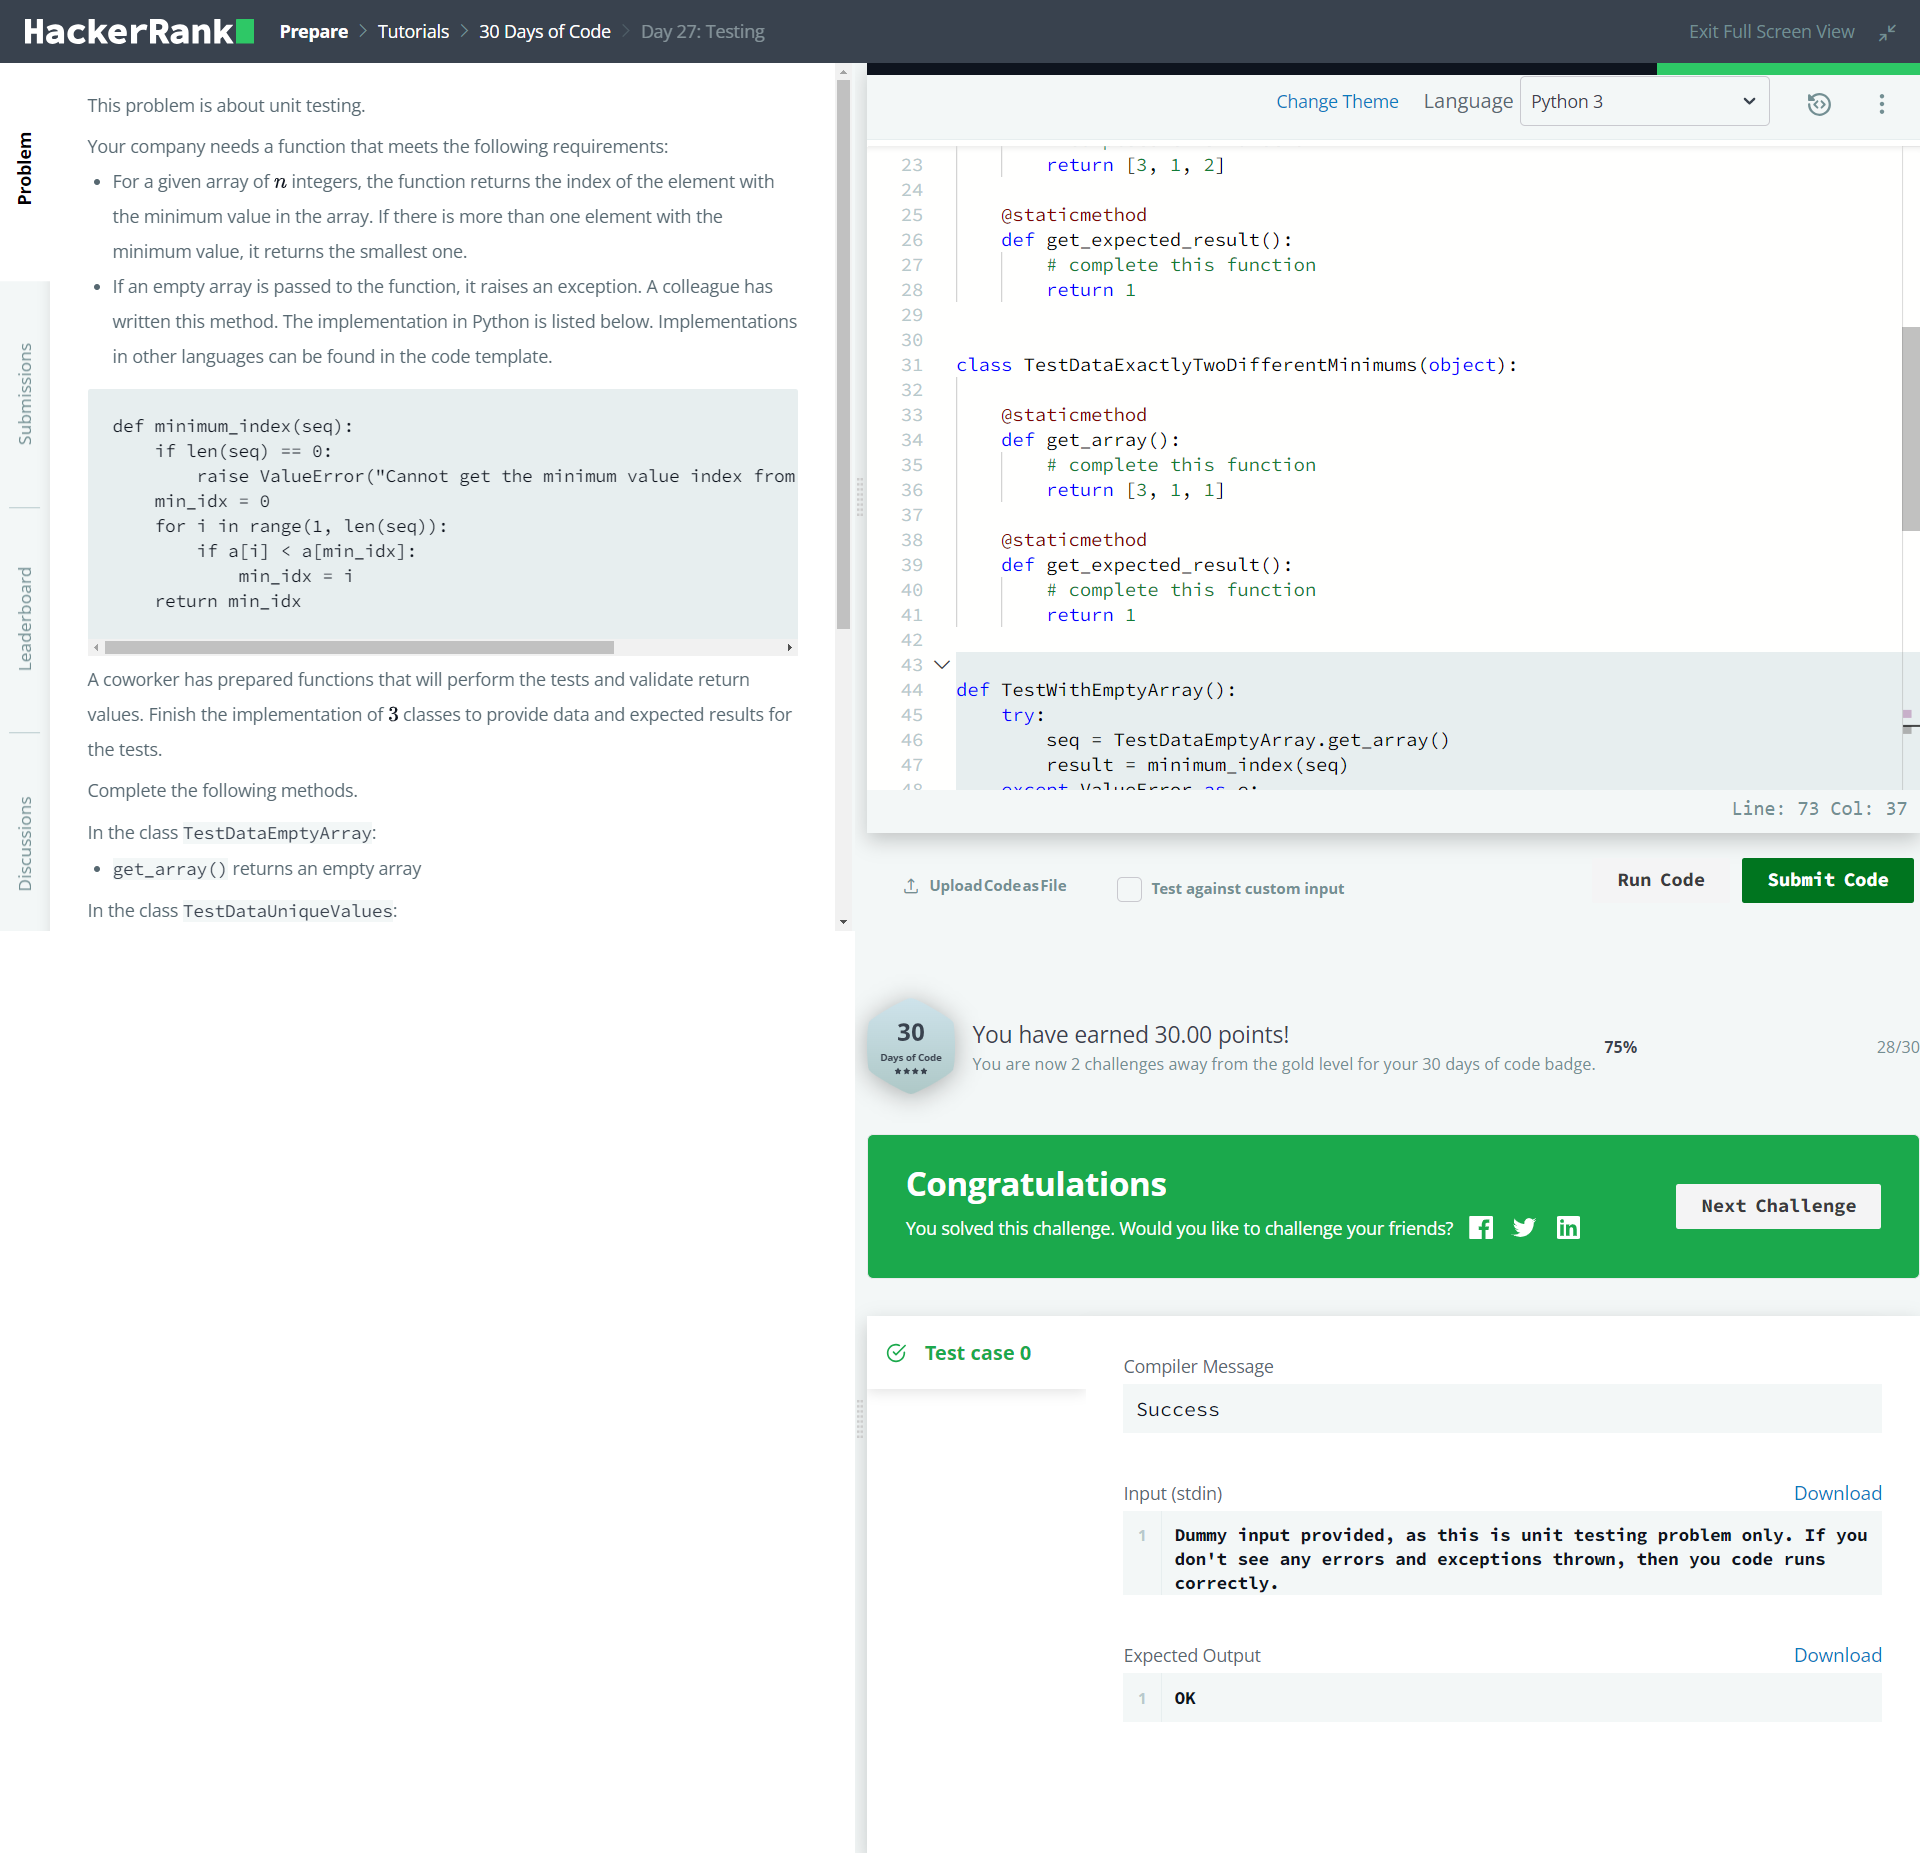 HackerRank
Prepare > Tutorials > 30 Days of Code > Day 27: Testing
Exit Full Screen View
Problem
Submissions
Leaderboard
Discussions
This problem is about unit testing.
Your company needs a function that meets the following requirements:
• For a given array of n integers, the function returns the index of the element with
the minimum value in the array. If there is more than one element with the
minimum value, it returns the smallest one.
• If an empty array is passed to the function, it raises an exception. A colleague has
written this method. The implementation in Python is listed below. Implementations
in other languages can be found in the code template.
def minimum_index(seq):
    if len(seq) == 0:
        raise ValueError("Cannot get the minimum value index from
    min_idx = 0
    for i in range(1, len(seq)):
        if a[i] < a[min_idx]:
            min_idx = i
    return min_idx
A coworker has prepared functions that will perform the tests and validate return
values. Finish the implementation of 3 classes to provide data and expected results for
the tests.
Complete the following methods.
In the class TestDataEmptyArray:
• get_array() returns an empty array
In the class TestDataUniqueValues:
Change Theme Language Python 3
23         return [3, 1, 2]
24
25     @staticmethod
26     def get_expected_result():
27         # complete this function
28         return 1
29
30
31 class TestDataExactlyTwoDifferentMinimums(object):
32
33     @staticmethod
34     def get_array():
35         # complete this function
36         return [3, 1, 1]
37
38     @staticmethod
39     def get_expected_result():
40         # complete this function
41         return 1
42
43
44 def TestWithEmptyArray():
45     try:
46         seq = TestDataEmptyArray.get_array()
47         result = minimum_index(seq)
48     except ValueError as e:
Line: 73 Col: 37
Upload Code as File
Test against custom input
Run Code
Submit Code
30
Days of Code
You have earned 30.00 points!
You are now 2 challenges away from the gold level for your 30 days of code badge.
75%
28/30
Congratulations
You solved this challenge. Would you like to challenge your friends?
Next Challenge
Test case 0
Compiler Message
Success
Input (stdin)
Download
1 Dummy input provided, as this is unit testing problem only. If you
don't see any errors and exceptions thrown, then you code runs
correctly.
Expected Output
Download
1 OK